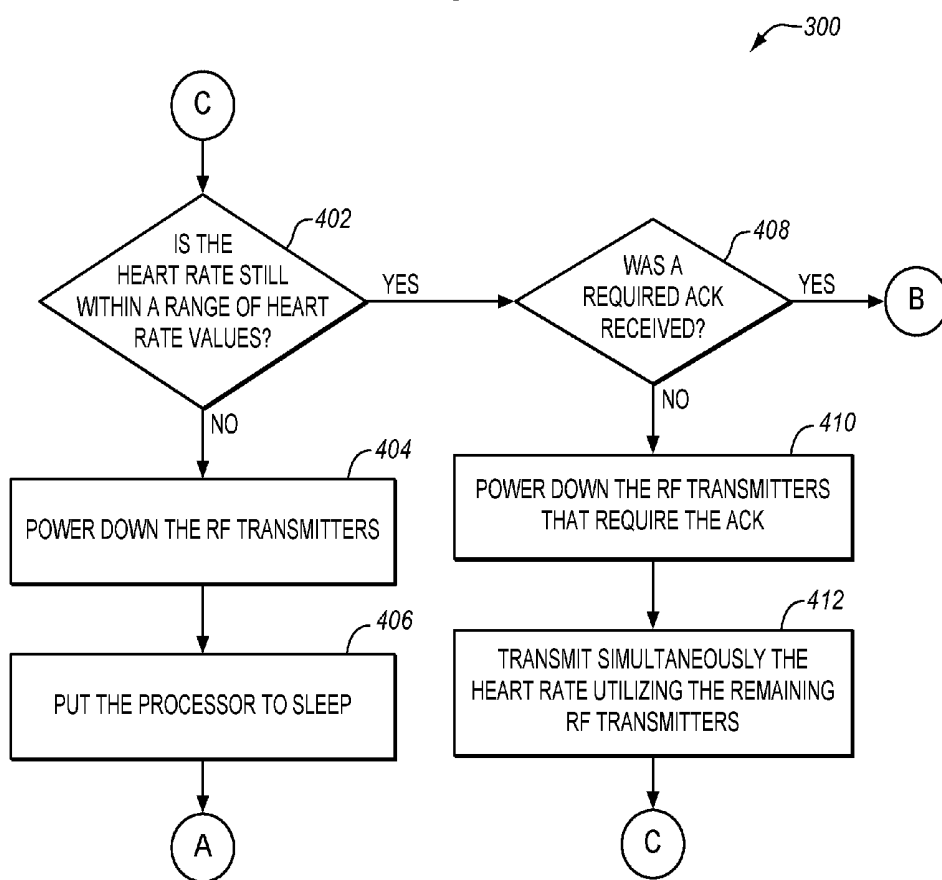 300
C
402
IS THE
HEART RATE STILL
WITHIN A RANGE OF HEART
RATE VALUES?
YES
NO
408
WAS A
REQUIRED ACK
RECEIVED?
YES
B
NO
404
POWER DOWN THE RF TRANSMITTERS
406
PUT THE PROCESSOR TO SLEEP
A
410
POWER DOWN THE RF TRANSMITTERS
THAT REQUIRE THE ACK
412
TRANSMIT SIMULTANEOUSLY THE
HEART RATE UTILIZING THE REMAINING
RF TRANSMITTERS
C